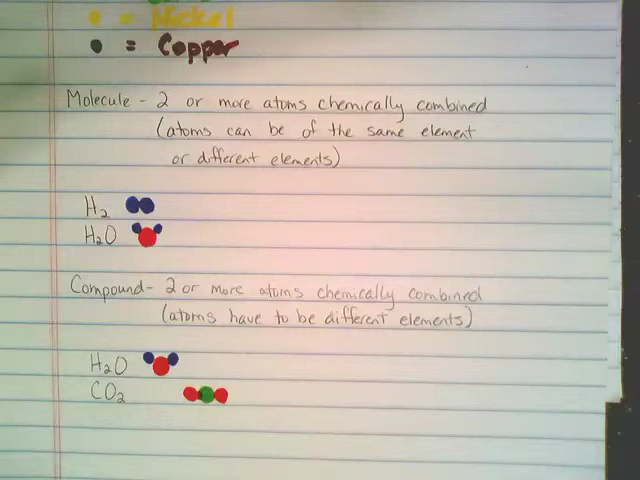 = Nickel
= Copper
Molecule - 2 or more atoms chemically combined
(atoms can be of the same element
or different elements)
H2
H2O
Compound - 2 or more atoms chemically combined
(atoms have to be different elements)
H2O
CO2